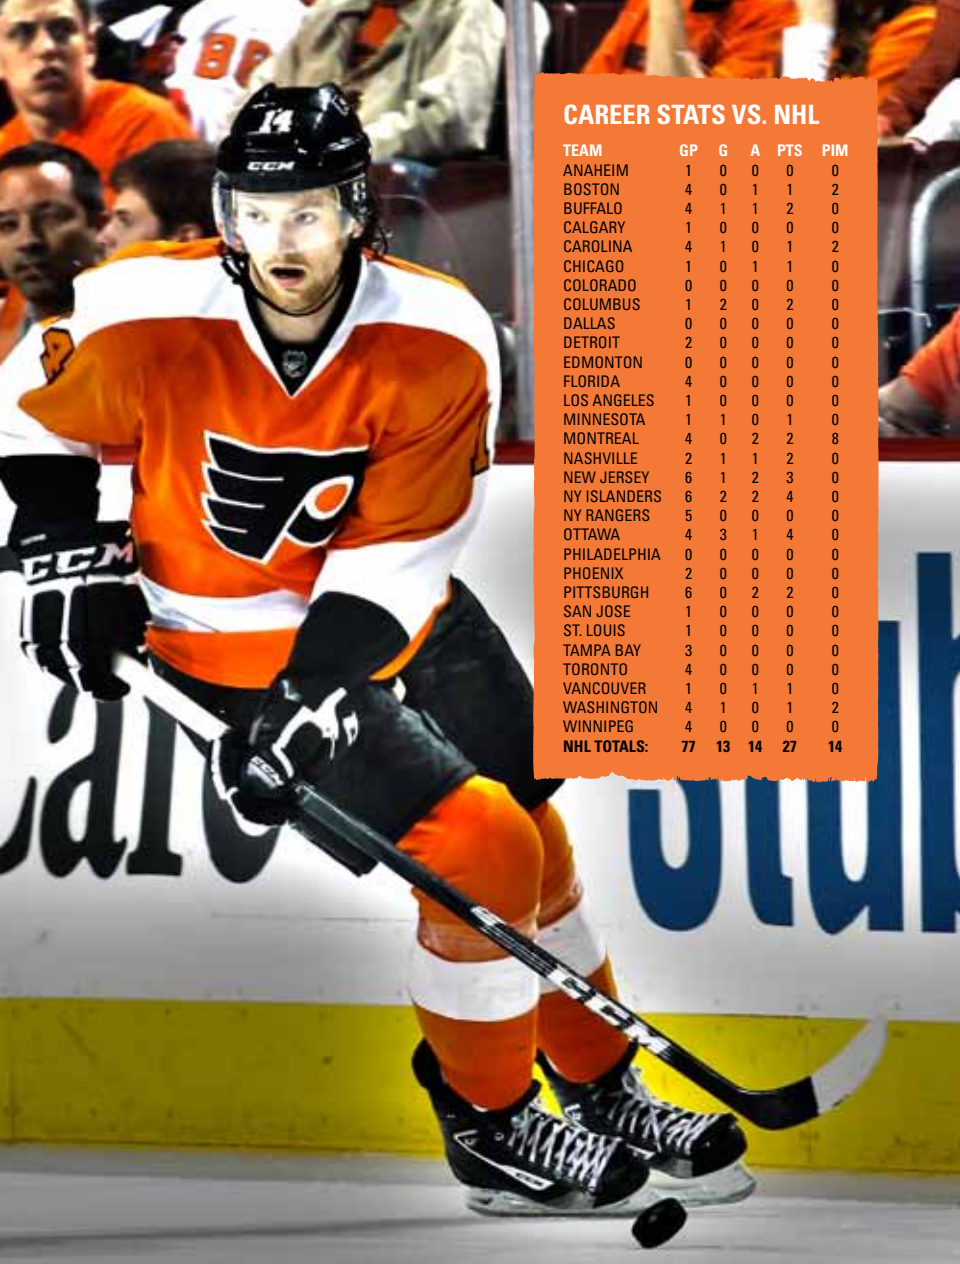 88
14
CCM
14
1
CCM
CCM
CCM
CAREER STATS VS. NHL
TEAM GP G A PTS PIM
ANAHEIM 1 0 0 0 0
BOSTON 4 0 1 1 2
BUFFALO 4 1 1 2 0
CALGARY 1 0 0 0 0
CAROLINA 4 1 0 1 2
CHICAGO 1 0 1 1 0
COLORADO 0 0 0 0 0
COLUMBUS 1 2 0 2 0
DALLAS 0 0 0 0 0
DETROIT 2 0 0 0 0
EDMONTON 0 0 0 0 0
FLORIDA 4 0 0 0 0
LOS ANGELES 1 0 0 0 0
MINNESOTA 1 1 0 1 0
MONTREAL 4 0 2 2 8
NASHVILLE 2 1 1 2 0
NEW JERSEY 6 1 2 3 0
NY ISLANDERS 6 2 2 4 0
NY RANGERS 5 0 0 0 0
OTTAWA 4 3 1 4 0
PHILADELPHIA 0 0 0 0 0
PHOENIX 2 0 0 0 0
PITTSBURGH 6 0 2 2 0
SAN JOSE 1 0 0 0 0
ST. LOUIS 1 0 0 0 0
TAMPA BAY 3 0 0 0 0
TORONTO 4 0 0 0 0
VANCOUVER 1 0 1 1 0
WASHINGTON 4 1 0 1 2
WINNIPEG 4 0 0 0 0
NHL TOTALS: 77 13 14 27 14